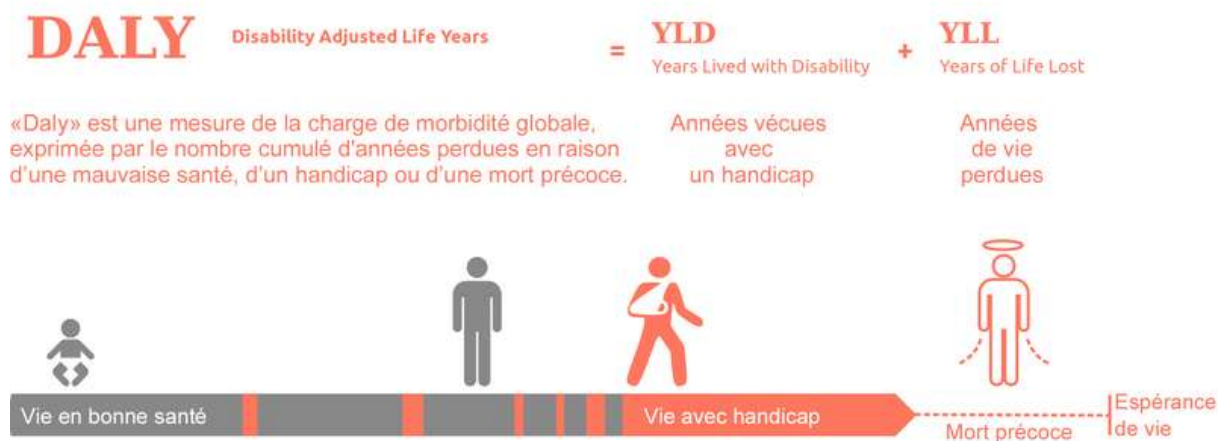 DALY Disability Adjusted Life Years = YLD + YLL
Years Lived with Disability Years of Life Lost
«Daly» est une mesure de la charge de morbidité globale,
exprimée par le nombre cumulé d'années perdues en raison
d'une mauvaise santé, d'un handicap ou d'une mort précoce.
Années vécues
avec
un handicap
Années
de vie
perdues
Vie en bonne santé
Vie avec handicap
Mort précoce
Espérance
de vie